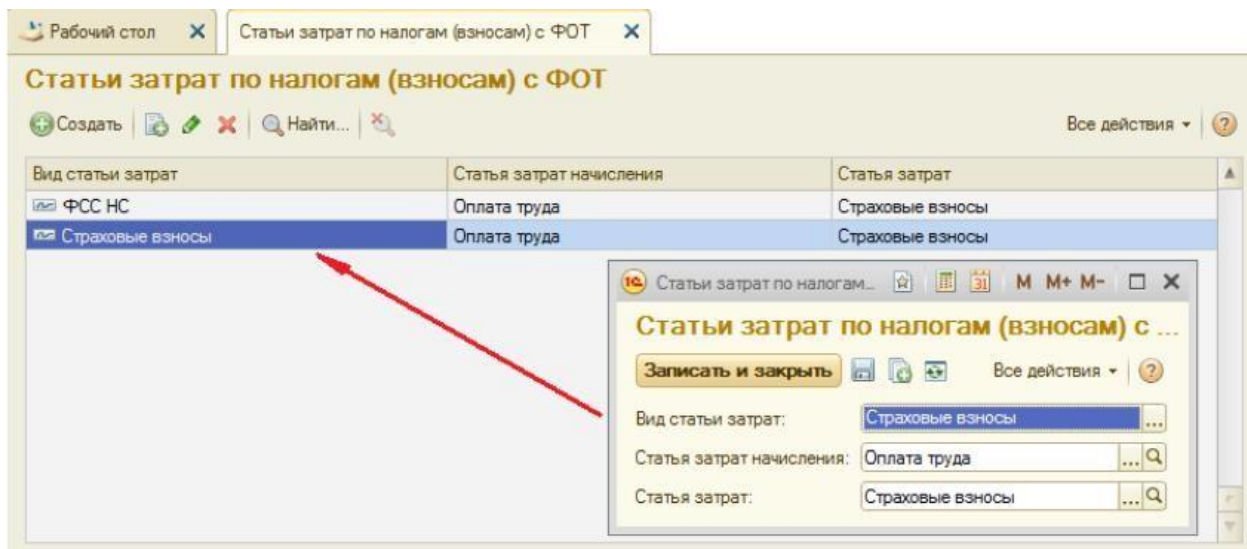 Рабочий стол Статьи затрат по налогам (взносам) с ФОТ
Статьи затрат по налогам (взносам) с ФОТ
Создать Найти... Все действия
Вид статьи затрат Статья затрат начисления Статья затрат
ФСС НС Оплата труда Страховые взносы
Страховые взносы Оплата труда Страховые взносы
1С Статьи затрат по налогам... 31 M M+ M-
Статьи затрат по налогам (взносам) с ...
Записать и закрыть Все действия
Вид статьи затрат: Страховые взносы ...
Статья затрат начисления: Оплата труда ...
Статья затрат: Страховые взносы ...